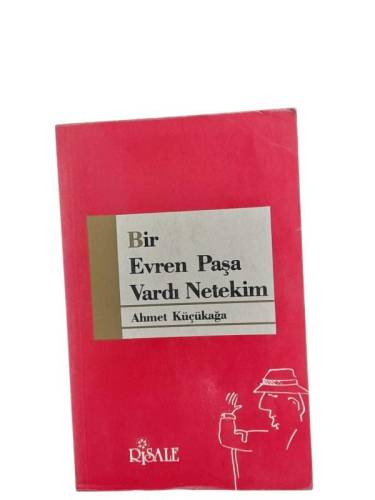 Bir
Evren Paşa
Vardı Netekim
Ahmet Küçükağa
RİSALE